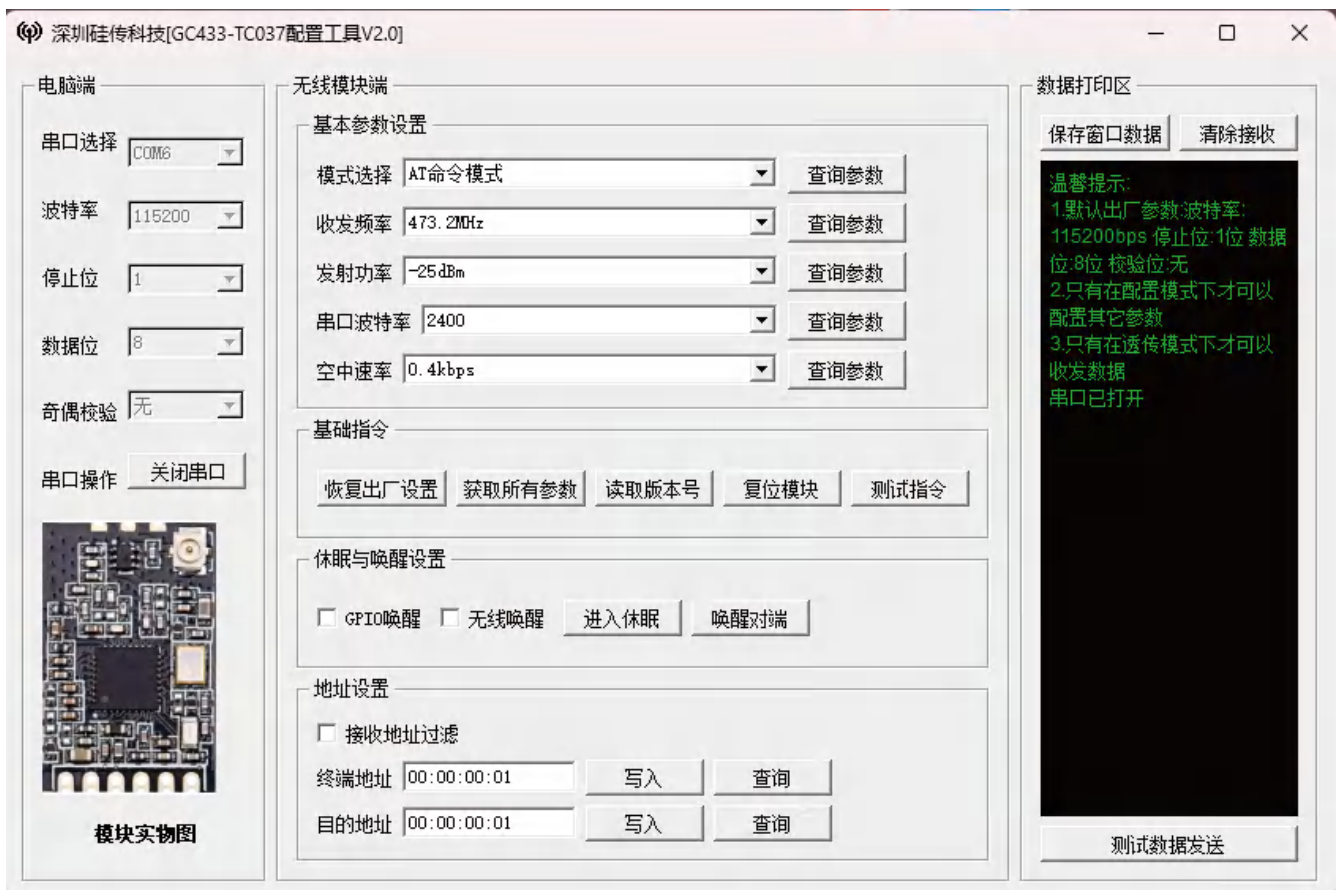 深圳硅传科技[GC433-TC037配置工具V2.0]
电脑端
串口选择 COM6
波特率 115200
停止位 1
数据位 8
奇偶校验 无
串口操作 关闭串口
模块实物图
无线模块端
基本参数设置
模式选择 AT命令模式 查询参数
收发频率 473.2MHz 查询参数
发射功率 -25dBm 查询参数
串口波特率 2400 查询参数
空中速率 0.4kbps 查询参数
基础指令
恢复出厂设置 获取所有参数 读取版本号 复位模块 测试指令
休眠与唤醒设置
GPIO唤醒 无线唤醒 进入休眠 唤醒对端
地址设置
接收地址过滤
终端地址 00:00:00:01 写入 查询
目的地址 00:00:00:01 写入 查询
数据打印区
保存窗口数据 清除接收
温馨提示:
1.默认出厂参数:波特率:
115200bps 停止位:1位 数据
位:8位 校验位:无
2.只有在配置模式下才可以
配置其它参数
3.只有在透传模式下才可以
收发数据
串口已打开
测试数据发送